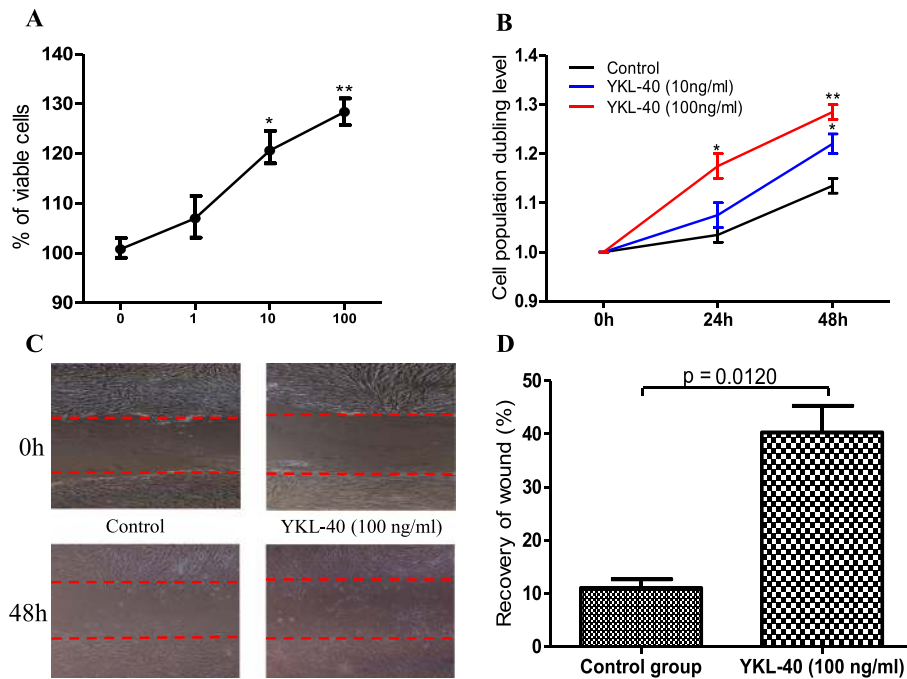 A
% of viable cells
140
130
120
110
100
90
*
**
0
1
10
100
B
Cell population dubling level
1.4
1.3
1.2
1.1
1.0
0.9
Control
YKL-40 (10ng/ml)
YKL-40 (100ng/ml)
*
**
*
0h
24h
48h
C
0h
Control
YKL-40 (100 ng/ml)
48h
D
Recovery of wound (%)
50
40
30
20
10
0
p = 0.0120
Control group
YKL-40 (100 ng/ml)